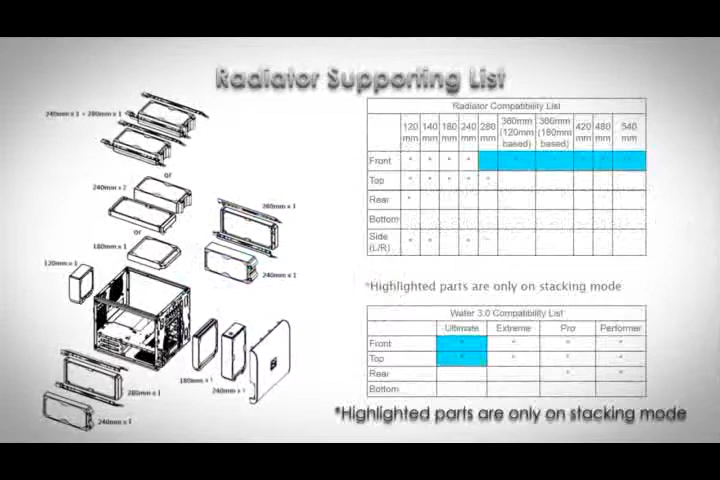 Radiator Supporting List
240mm x 1 + 280mm x 1
or
240mm x 2
or
180mm x 1
120mm x 1
280mm x 1
240mm x 1
180mm x 1
240mm x 1
280mm x 1
240mm x 1
Radiator Compatibility List
120 mm 140 mm 180 mm 240 mm 280 mm 360mm (120mm based) 360mm (180mm based) 420 mm 480 mm 540 mm
Front * * * *
Top * * * * *
Rear *
Bottom
Side (L/R) * * *
*Highlighted parts are only on stacking mode
Water 3.0 Compatibility List
Ultimate Extreme Pro Performer
Front * * * *
Top * * * *
Rear * *
Bottom
*Highlighted parts are only on stacking mode